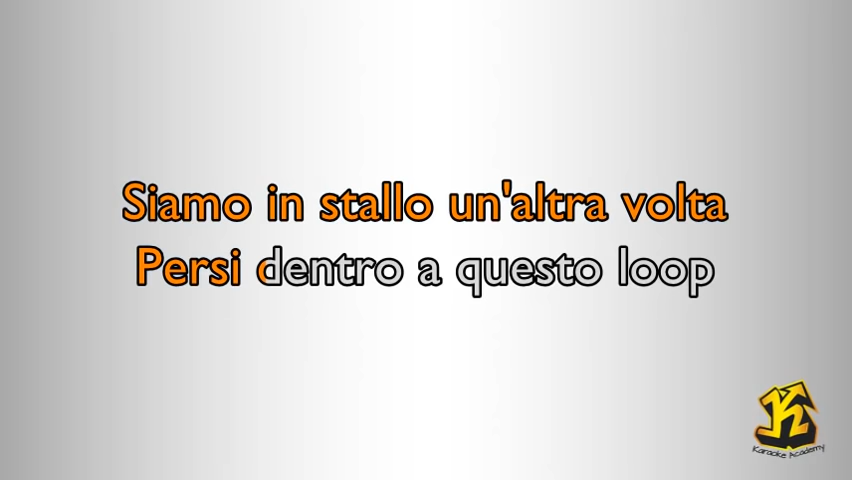 Siamo in stallo un'altra volta
Persi dentro a questo loop
K
Karaoke Academy